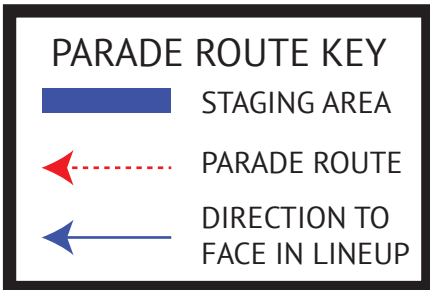 PARADE ROUTE KEY
STAGING AREA
PARADE ROUTE
DIRECTION TO
FACE IN LINEUP